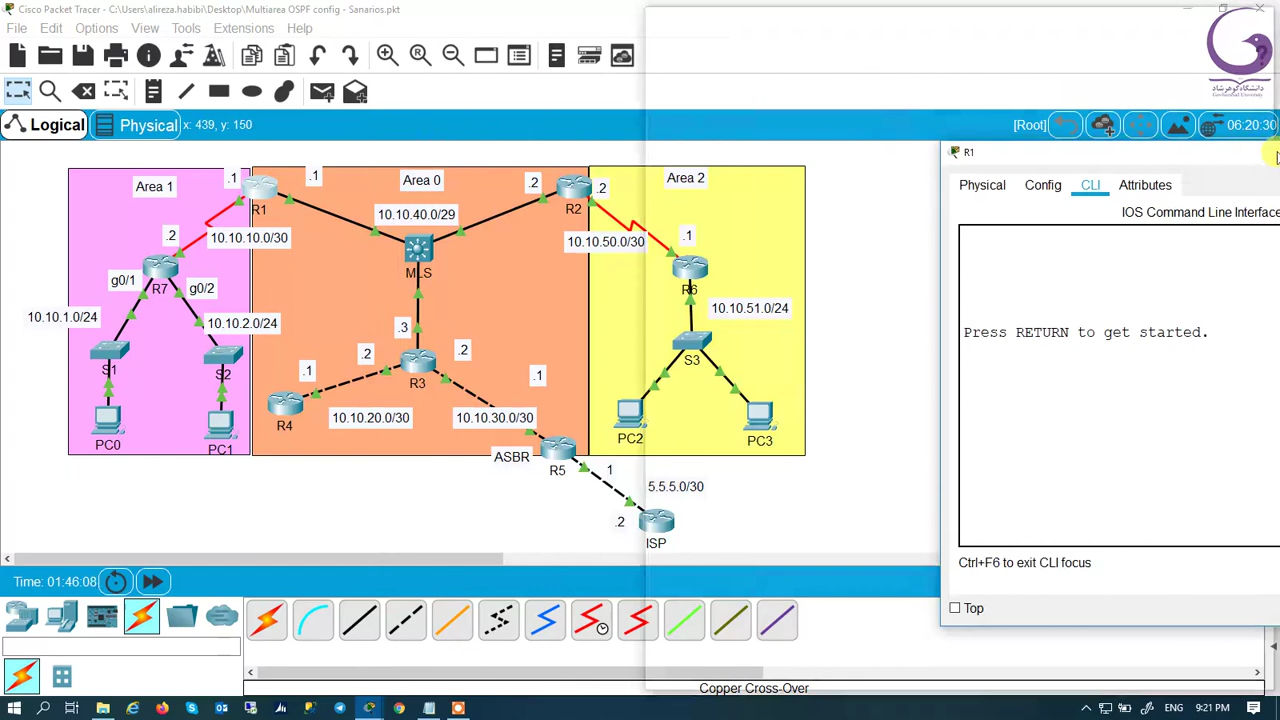 Cisco Packet Tracer - C:\Users\alireza.habibi\Desktop\Multiarea OSPF config - Sanarios.pkt
File Edit Options View Tools Extensions Help
دانشگاه گوهرشاد
Logical Physical x: 439, y: 150 [Root] 06:20:30
R1
Physical Config CLI Attributes
IOS Command Line Interface
Press RETURN to get started.
Ctrl+F6 to exit CLI focus
Top
Area 1
.1
.1
Area 0
.2
.2
Area 2
R1
R2
10.10.40.0/29
.2
10.10.10.0/30
10.10.50.0/30
.1
MLS
g0/1
R7
g0/2
R6
10.10.51.0/24
10.10.1.0/24
10.10.2.0/24
.3
.2
.2
S1
S2
S3
.1
R3
.1
R4
10.10.20.0/30
10.10.30.0/30
PC0
PC1
PC2
PC3
ASBR
R5
1
5.5.5.0/30
.2
ISP
Time: 01:46:08
Copper Cross-Over
ENG 9:21 PM